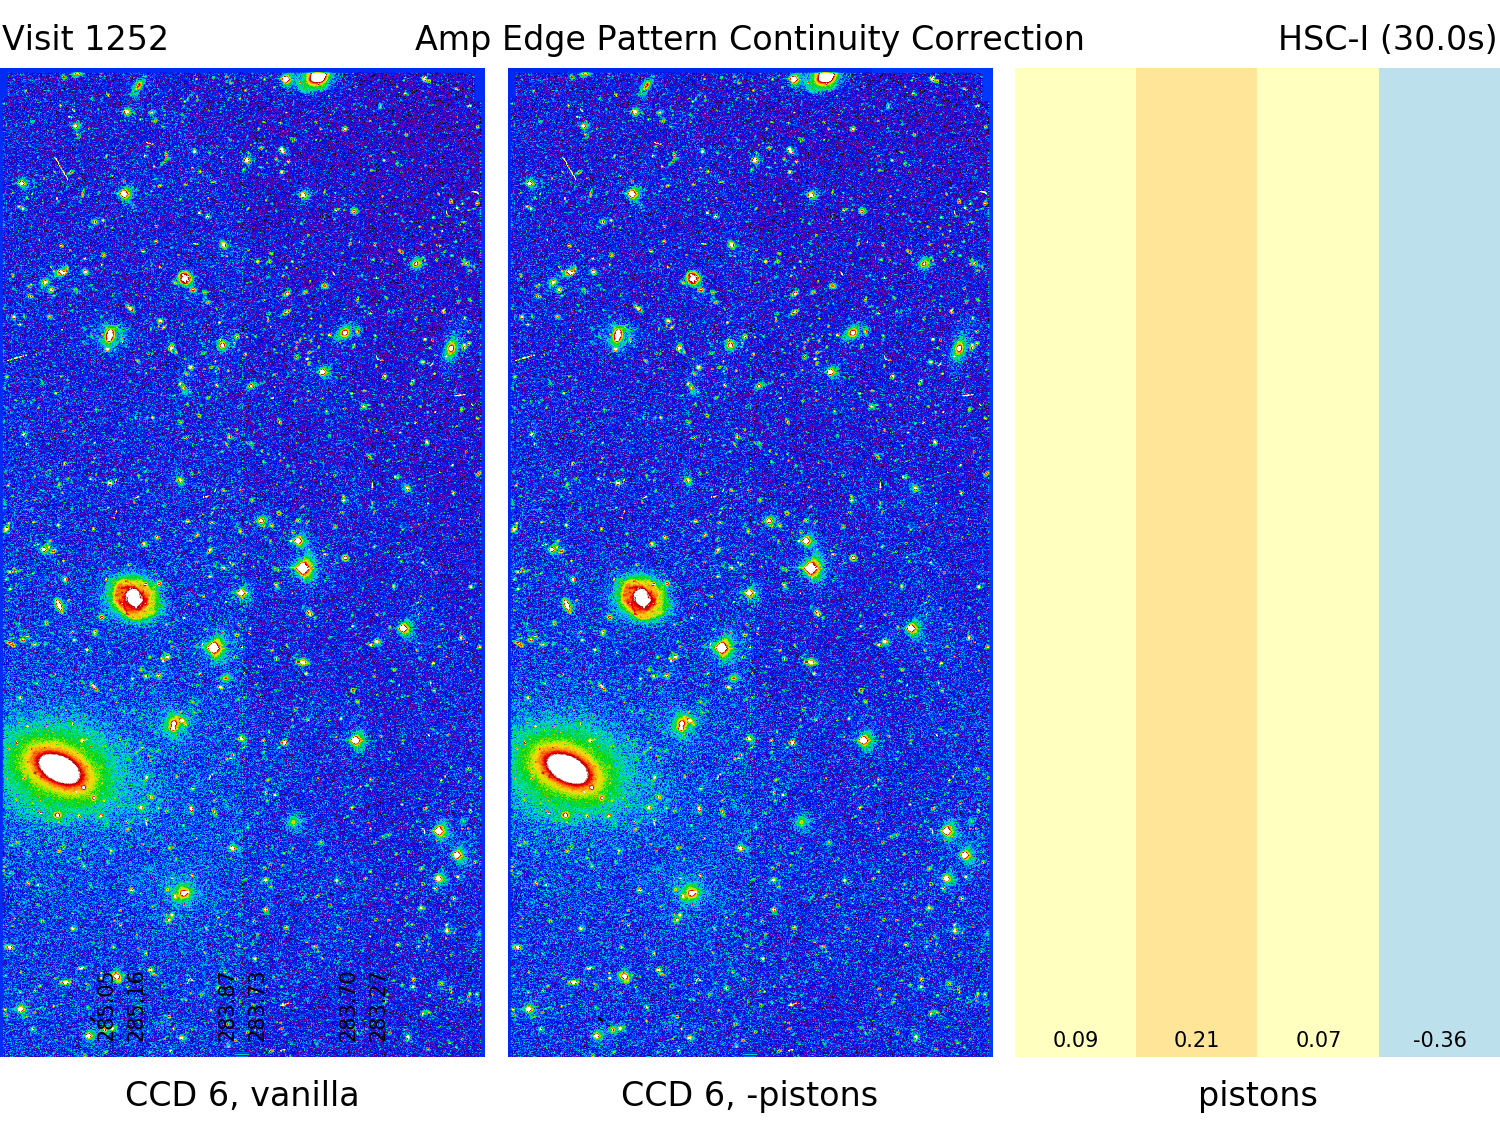 Visit 1252 Amp Edge Pattern Continuity Correction HSC-I (30.0s)
285.05 285.16 283.87 283.73 283.70 283.27
0.09 0.21 0.07 -0.36
CCD 6, vanilla CCD 6, -pistons pistons